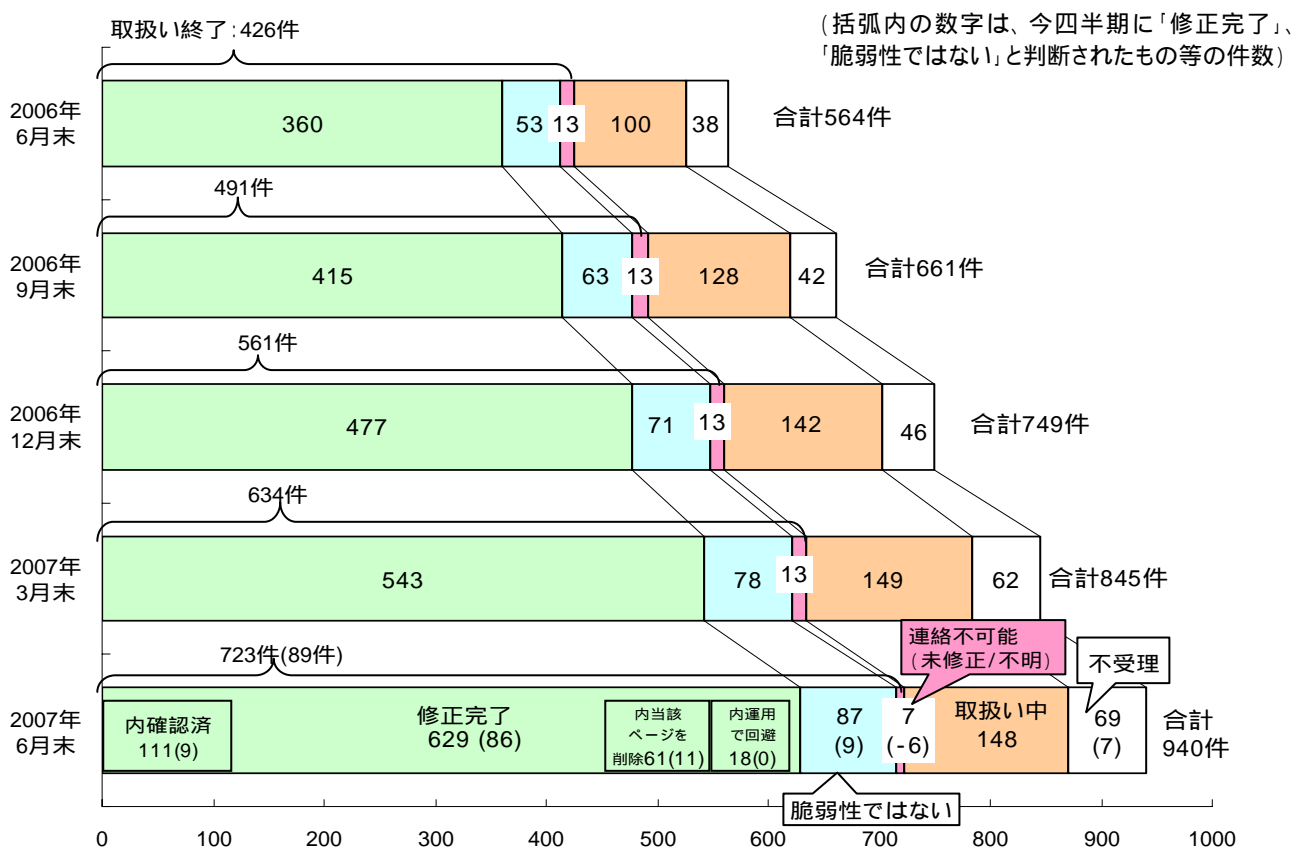 (括弧内の数字は、今四半期に「修正完了」、
「脆弱性ではない」と判断されたもの等の件数)
取扱い終了:426件
2006年
6月末
360
53
13
100
38
合計564件
491件
2006年
9月末
415
63
13
128
42
合計661件
561件
2006年
12月末
477
71
13
142
46
合計749件
634件
2007年
3月末
543
78
13
149
62
合計845件
723件(89件)
連絡不可能
(未修正/不明)
不受理
2007年
6月末
内確認済
111(9)
修正完了
629 (86)
内当該
ページを
削除61(11)
内運用
で回避
18(0)
87
(9)
7
(-6)
取扱い中
148
69
(7)
合計
940件
脆弱性ではない
0 100 200 300 400 500 600 700 800 900 1000